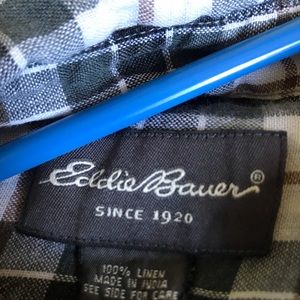 Eddie Bauer®
SINCE 1920
100% LINEN
MADE IN INDIA
SEE SIDE FOR CARE